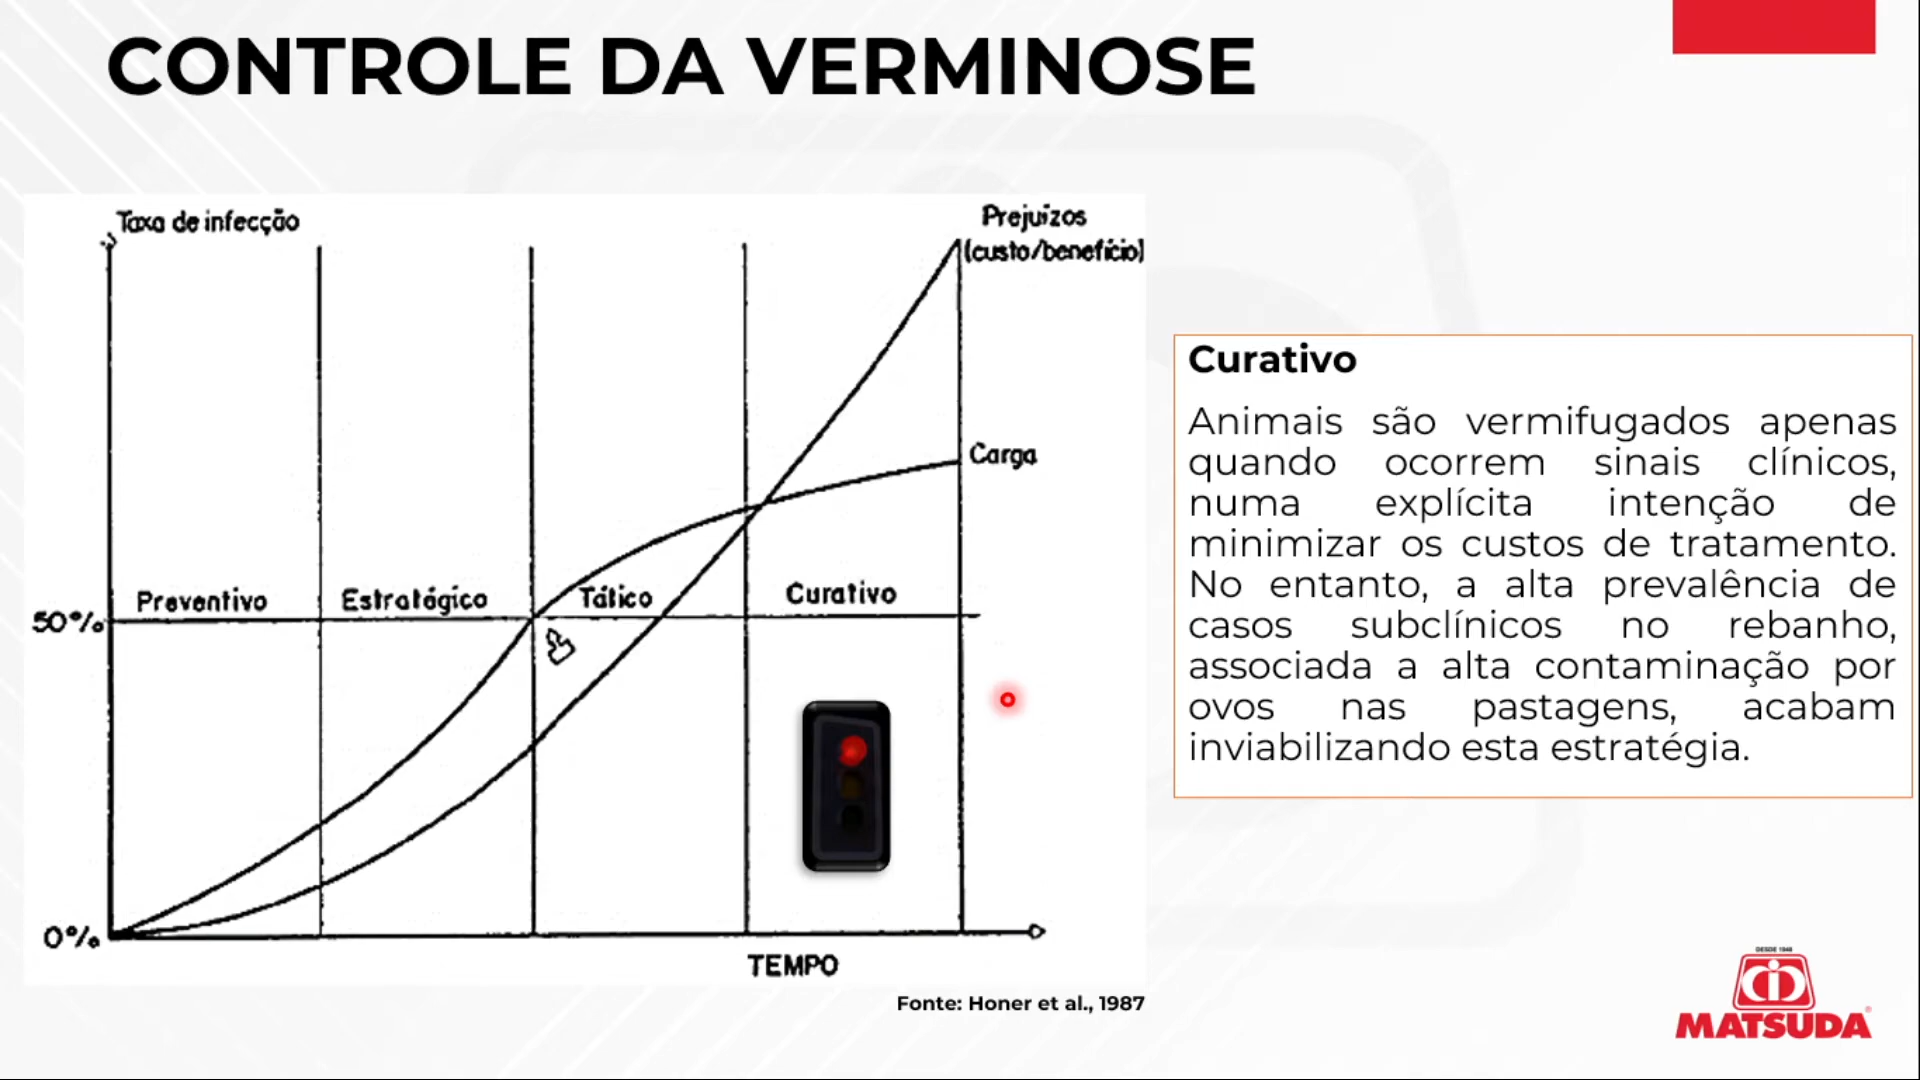 CONTROLE DA VERMINOSE
Taxa de infecção
Prejuízos
(custo/benefício)
Carga
Preventivo
Estratégico
Tático
Curativo
50%
0%
TEMPO
Fonte: Honer et al., 1987
Curativo
Animais são vermifugados apenas
quando ocorrem sinais clínicos,
numa explícita intenção de
minimizar os custos de tratamento.
No entanto, a alta prevalência de
casos subclínicos no rebanho,
associada a alta contaminação por
ovos nas pastagens, acabam
inviabilizando esta estratégia.
DESDE 1948
MATSUDA